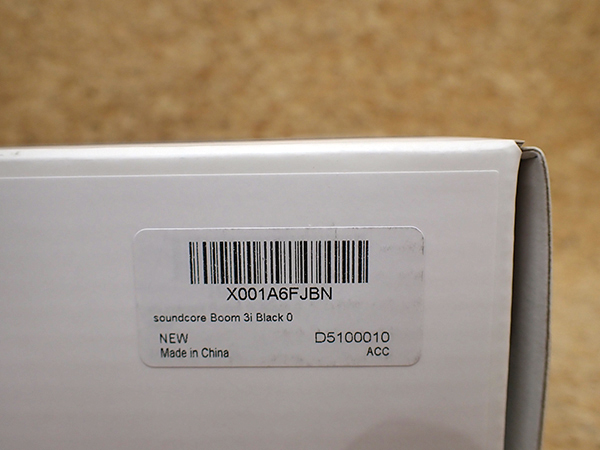 X001A6FJBN
soundcore Boom 3i Black 0
NEW D5100010
Made in China ACC